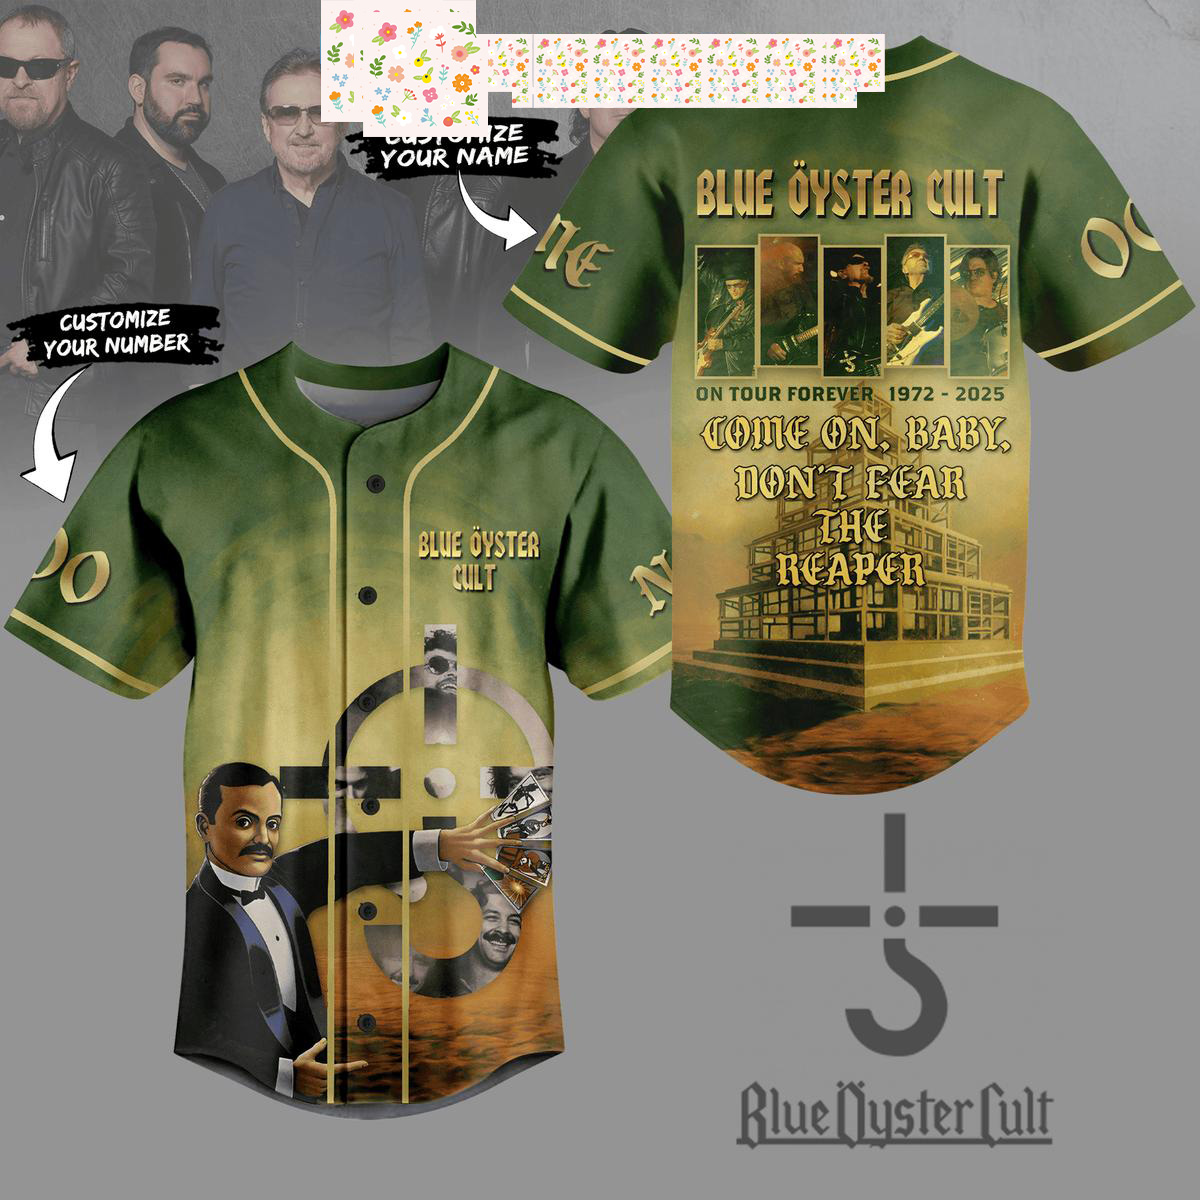 CUSTOMIZE
YOUR NAME
CUSTOMIZE
YOUR NUMBER
ME
00
BLUE ÖYSTER CULT
ON TOUR FOREVER 1972 - 2025
COME ON, BABY,
DON'T FEAR
THE
REAPER
00
N
BLUE ÖYSTER
CULT
Blue Öyster Cult